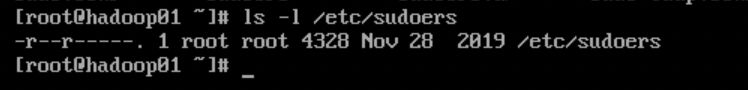 [root@hadoop01 ~]# ls -l /etc/sudoers
-r--r-----. 1 root root 4328 Nov 28  2019 /etc/sudoers
[root@hadoop01 ~]# _